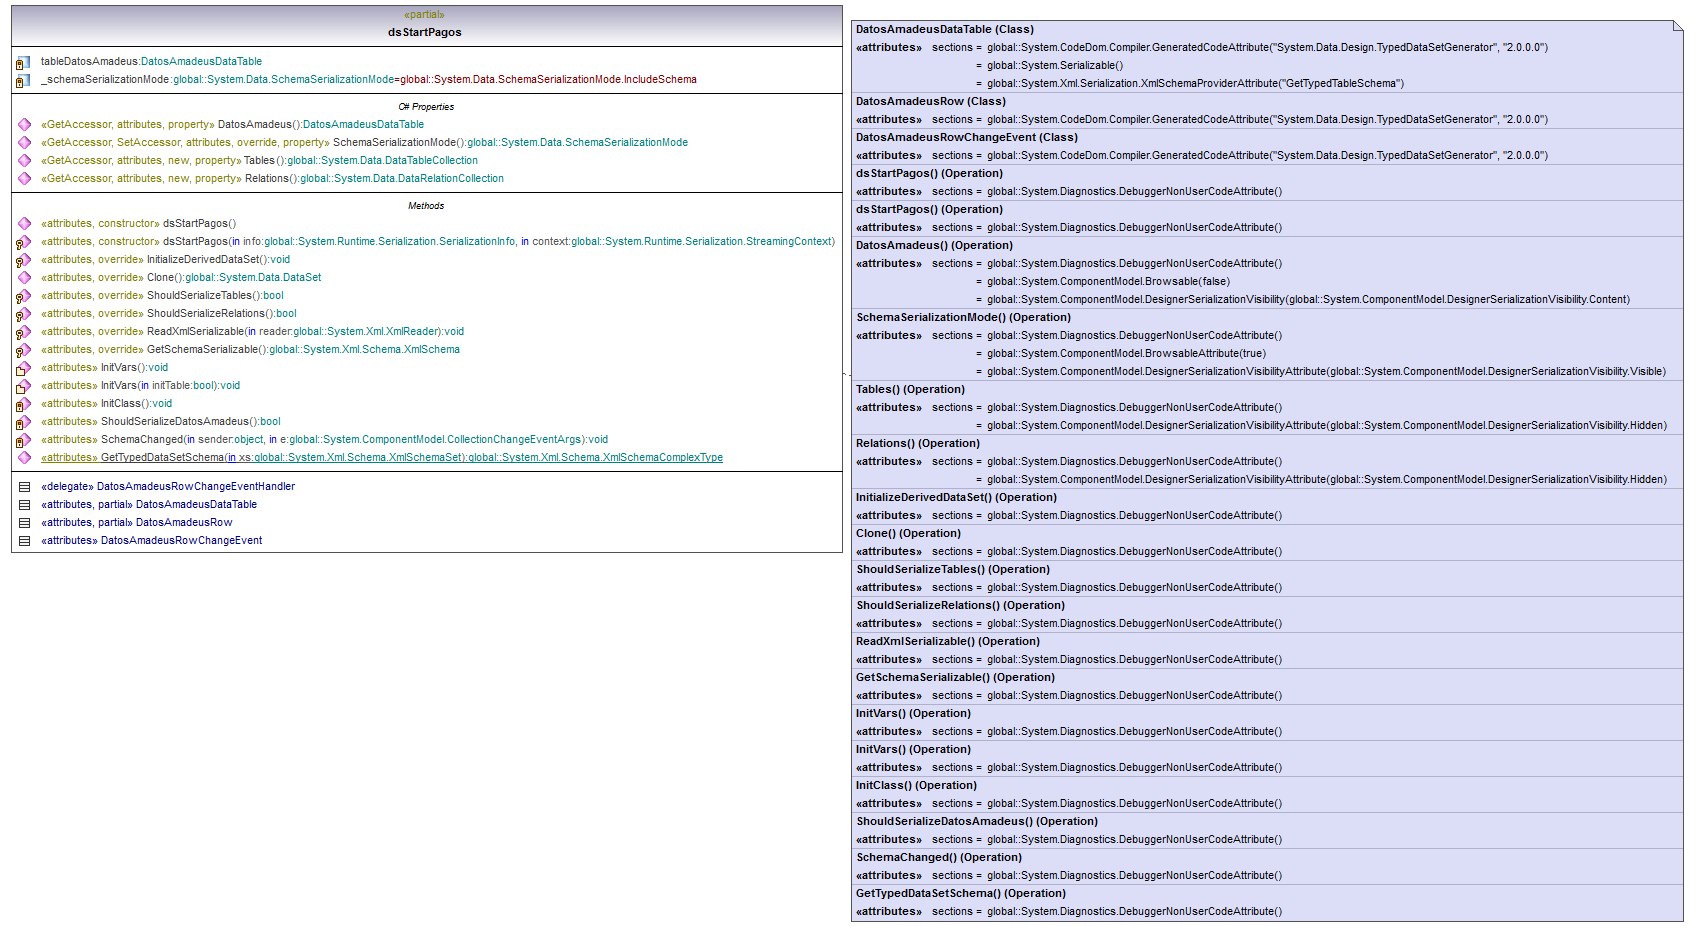 «partial»
dsStartPagos
tableDatosAmadeus:DatosAmadeusDataTable
_schemaSerializationMode:global::System.Data.SchemaSerializationMode=global::System.Data.SchemaSerializationMode.IncludeSchema
C# Properties
«GetAccessor, attributes, property» DatosAmadeus():DatosAmadeusDataTable
«GetAccessor, SetAccessor, attributes, override, property» SchemaSerializationMode():global::System.Data.SchemaSerializationMode
«GetAccessor, attributes, new, property» Tables():global::System.Data.DataTableCollection
«GetAccessor, attributes, new, property» Relations():global::System.Data.DataRelationCollection
Methods
«attributes, constructor» dsStartPagos()
«attributes, constructor» dsStartPagos(in info:global::System.Runtime.Serialization.SerializationInfo, in context:global::System.Runtime.Serialization.StreamingContext)
«attributes, override» InitializeDerivedDataSet():void
«attributes, override» Clone():global::System.Data.DataSet
«attributes, override» ShouldSerializeTables():bool
«attributes, override» ShouldSerializeRelations():bool
«attributes, override» ReadXmlSerializable(in reader:global::System.Xml.XmlReader):void
«attributes, override» GetSchemaSerializable():global::System.Xml.Schema.XmlSchema
«attributes» InitVars():void
«attributes» InitVars(in initTable:bool):void
«attributes» InitClass():void
«attributes» ShouldSerializeDatosAmadeus():bool
«attributes» SchemaChanged(in sender:object, in e:global::System.ComponentModel.CollectionChangeEventArgs):void
«attributes» GetTypedDataSetSchema(in xs:global::System.Xml.Schema.XmlSchemaSet):global::System.Xml.Schema.XmlSchemaComplexType
«delegate» DatosAmadeusRowChangeEventHandler
«attributes, partial» DatosAmadeusDataTable
«attributes, partial» DatosAmadeusRow
«attributes» DatosAmadeusRowChangeEvent
DatosAmadeusDataTable (Class)
«attributes» sections = global::System.CodeDom.Compiler.GeneratedCodeAttribute("System.Data.Design.TypedDataSetGenerator", "2.0.0.0")
= global::System.Serializable()
= global::System.Xml.Serialization.XmlSchemaProviderAttribute("GetTypedTableSchema")
DatosAmadeusRow (Class)
«attributes» sections = global::System.CodeDom.Compiler.GeneratedCodeAttribute("System.Data.Design.TypedDataSetGenerator", "2.0.0.0")
DatosAmadeusRowChangeEvent (Class)
«attributes» sections = global::System.CodeDom.Compiler.GeneratedCodeAttribute("System.Data.Design.TypedDataSetGenerator", "2.0.0.0")
dsStartPagos() (Operation)
«attributes» sections = global::System.Diagnostics.DebuggerNonUserCodeAttribute()
dsStartPagos() (Operation)
«attributes» sections = global::System.Diagnostics.DebuggerNonUserCodeAttribute()
DatosAmadeus() (Operation)
«attributes» sections = global::System.Diagnostics.DebuggerNonUserCodeAttribute()
= global::System.ComponentModel.Browsable(false)
= global::System.ComponentModel.DesignerSerializationVisibility(global::System.ComponentModel.DesignerSerializationVisibility.Content)
SchemaSerializationMode() (Operation)
«attributes» sections = global::System.Diagnostics.DebuggerNonUserCodeAttribute()
= global::System.ComponentModel.BrowsableAttribute(true)
= global::System.ComponentModel.DesignerSerializationVisibilityAttribute(global::System.ComponentModel.DesignerSerializationVisibility.Visible)
Tables() (Operation)
«attributes» sections = global::System.Diagnostics.DebuggerNonUserCodeAttribute()
= global::System.ComponentModel.DesignerSerializationVisibilityAttribute(global::System.ComponentModel.DesignerSerializationVisibility.Hidden)
Relations() (Operation)
«attributes» sections = global::System.Diagnostics.DebuggerNonUserCodeAttribute()
= global::System.ComponentModel.DesignerSerializationVisibilityAttribute(global::System.ComponentModel.DesignerSerializationVisibility.Hidden)
InitializeDerivedDataSet() (Operation)
«attributes» sections = global::System.Diagnostics.DebuggerNonUserCodeAttribute()
Clone() (Operation)
«attributes» sections = global::System.Diagnostics.DebuggerNonUserCodeAttribute()
ShouldSerializeTables() (Operation)
«attributes» sections = global::System.Diagnostics.DebuggerNonUserCodeAttribute()
ShouldSerializeRelations() (Operation)
«attributes» sections = global::System.Diagnostics.DebuggerNonUserCodeAttribute()
ReadXmlSerializable() (Operation)
«attributes» sections = global::System.Diagnostics.DebuggerNonUserCodeAttribute()
GetSchemaSerializable() (Operation)
«attributes» sections = global::System.Diagnostics.DebuggerNonUserCodeAttribute()
InitVars() (Operation)
«attributes» sections = global::System.Diagnostics.DebuggerNonUserCodeAttribute()
InitVars() (Operation)
«attributes» sections = global::System.Diagnostics.DebuggerNonUserCodeAttribute()
InitClass() (Operation)
«attributes» sections = global::System.Diagnostics.DebuggerNonUserCodeAttribute()
ShouldSerializeDatosAmadeus() (Operation)
«attributes» sections = global::System.Diagnostics.DebuggerNonUserCodeAttribute()
SchemaChanged() (Operation)
«attributes» sections = global::System.Diagnostics.DebuggerNonUserCodeAttribute()
GetTypedDataSetSchema() (Operation)
«attributes» sections = global::System.Diagnostics.DebuggerNonUserCodeAttribute()